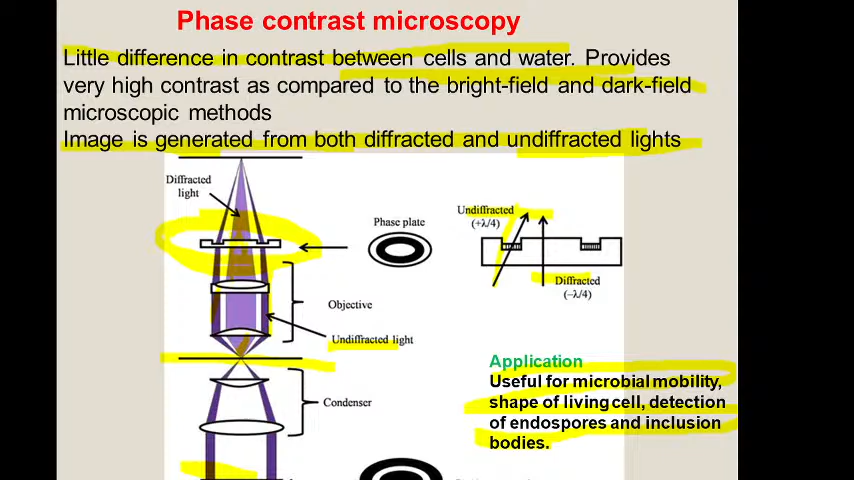 Phase contrast microscopy
Little difference in contrast between cells and water. Provides
very high contrast as compared to the bright-field and dark-field
microscopic methods
Image is generated from both diffracted and undiffracted lights
Diffracted
light
Phase plate
Undiffracted
(+λ/4)
Diffracted
(−λ/4)
Objective
Undiffracted light
Condenser
Application
Useful for microbial mobility,
shape of living cell, detection
of endospores and inclusion
bodies.